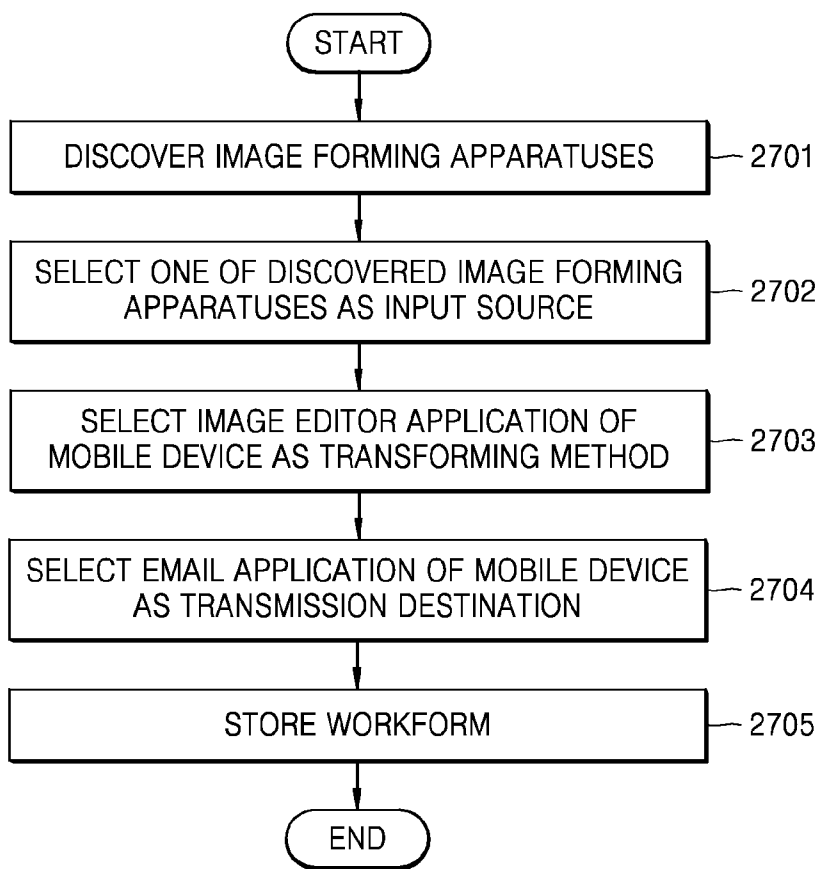 START
DISCOVER IMAGE FORMING APPARATUSES
2701
SELECT ONE OF DISCOVERED IMAGE FORMING
APPARATUSES AS INPUT SOURCE
2702
SELECT IMAGE EDITOR APPLICATION OF
MOBILE DEVICE AS TRANSFORMING METHOD
2703
SELECT EMAIL APPLICATION OF MOBILE DEVICE
AS TRANSMISSION DESTINATION
2704
STORE WORKFORM
2705
END